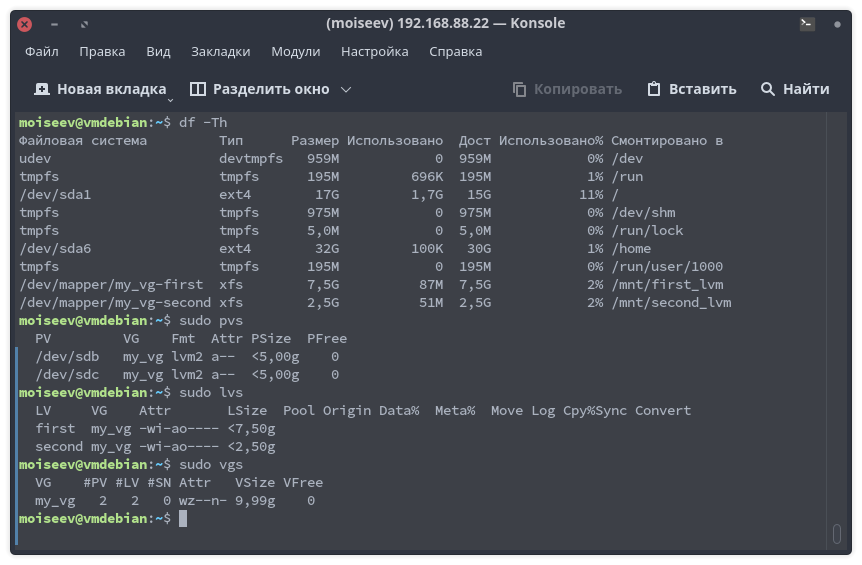 (moiseev) 192.168.88.22 — Konsole
Файл Правка Вид Закладки Модули Настройка Справка
Новая вкладка Разделить окно Копировать Вставить Найти
moiseev@vmdebian:~$ df -Th
Файловая система         Тип      Размер Использовано  Дост Использовано% Cмонтировано в
udev                     devtmpfs   959M            0  959M            0% /dev
tmpfs                    tmpfs      195M         696K  195M            1% /run
/dev/sda1                ext4        17G         1,7G   15G           11% /
tmpfs                    tmpfs      975M            0  975M            0% /dev/shm
tmpfs                    tmpfs      5,0M            0  5,0M            0% /run/lock
/dev/sda6                ext4        32G         100K   30G            1% /home
tmpfs                    tmpfs      195M            0  195M            0% /run/user/1000
/dev/mapper/my_vg-first  xfs        7,5G          87M  7,5G            2% /mnt/first_lvm
/dev/mapper/my_vg-second xfs        2,5G          51M  2,5G            2% /mnt/second_lvm
moiseev@vmdebian:~$ sudo pvs
  PV         VG    Fmt  Attr PSize  PFree
  /dev/sdb   my_vg lvm2 a--  <5,00g    0
  /dev/sdc   my_vg lvm2 a--  <5,00g    0
moiseev@vmdebian:~$ sudo lvs
  LV     VG    Attr       LSize  Pool Origin Data%  Meta%  Move Log Cpy%Sync Convert
  first  my_vg -wi-ao---- <7,50g
  second my_vg -wi-ao---- <2,50g
moiseev@vmdebian:~$ sudo vgs
  VG    #PV #LV #SN Attr   VSize VFree
  my_vg   2   2   0 wz--n- 9,99g    0
moiseev@vmdebian:~$